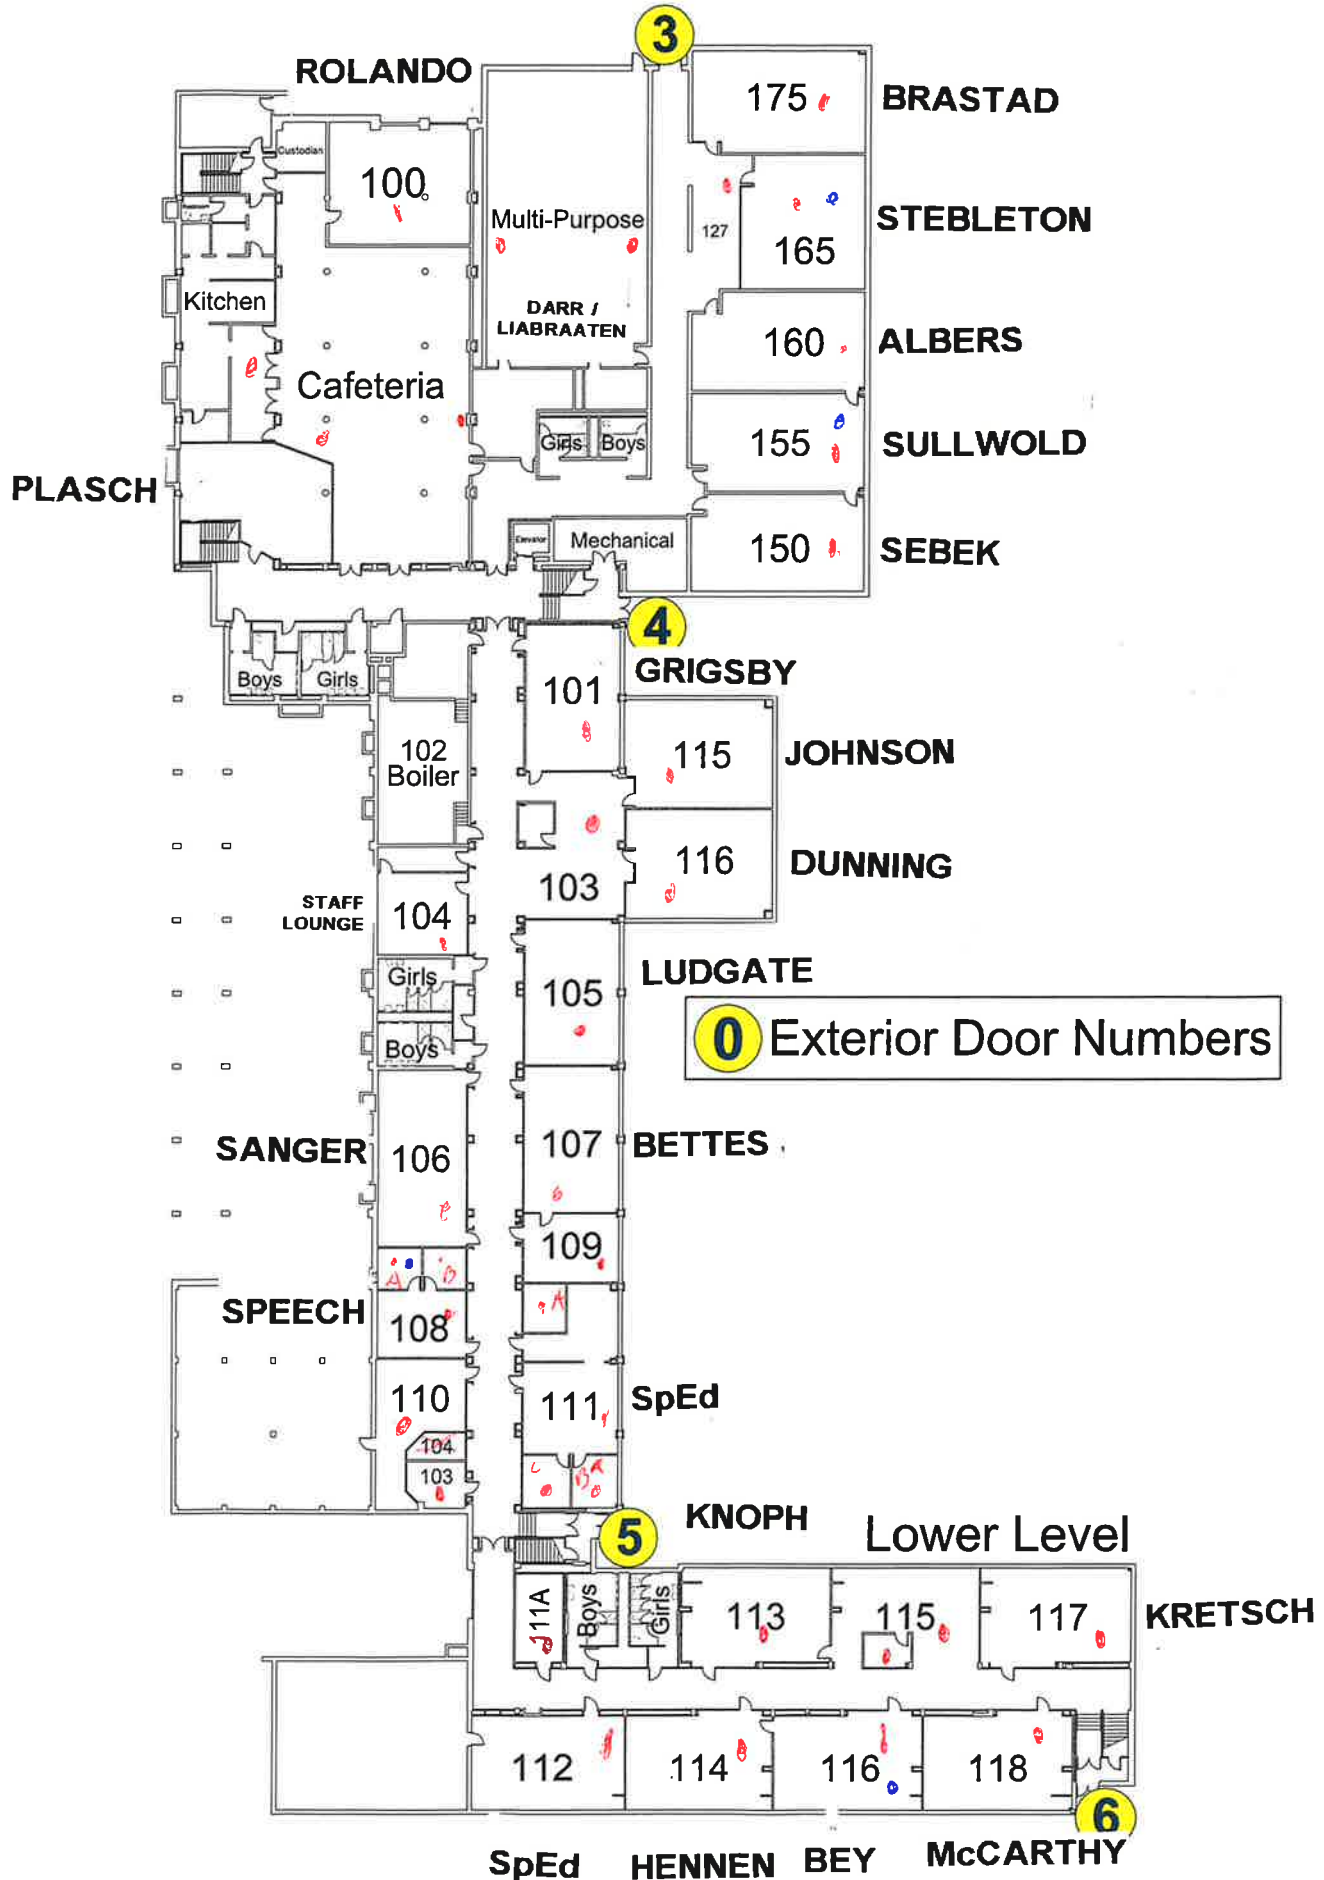 3
ROLANDO
175
BRASTAD
Custodian
100
Multi-Purpose
127
165
STEBLETON
Kitchen
DARR /
LIABRAATEN
160
ALBERS
Cafeteria
Girls
Boys
155
SULLWOLD
PLASCH
Elevator
Mechanical
150
SEBEK
4
GRIGSBY
Boys
Girls
101
102
Boiler
115
JOHNSON
103
116
DUNNING
STAFF
LOUNGE
104
LUDGATE
Girls
105
0 Exterior Door Numbers
Boys
SANGER
106
107
BETTES
109
A
B
SPEECH
108
A
110
111
SpEd
104
103
C
B
A
KNOPH
5
Lower Level
111A
Boys
Girls
113
115
117
KRETSCH
112
114
116
118
6
SpEd
HENNEN
BEY
McCARTHY